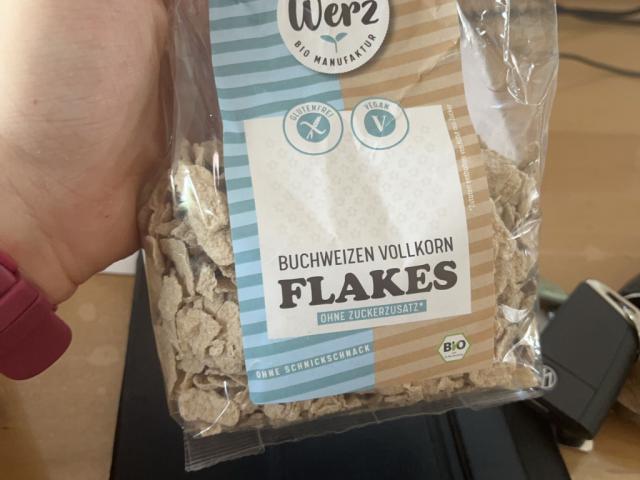 Werz
BIO MANUFAKTUR
GLUTENFREI
VEGAN
BUCHWEIZEN VOLLKORN
FLAKES
OHNE ZUCKERZUSATZ*
OHNE SCHNICKSCHNACK
BIO